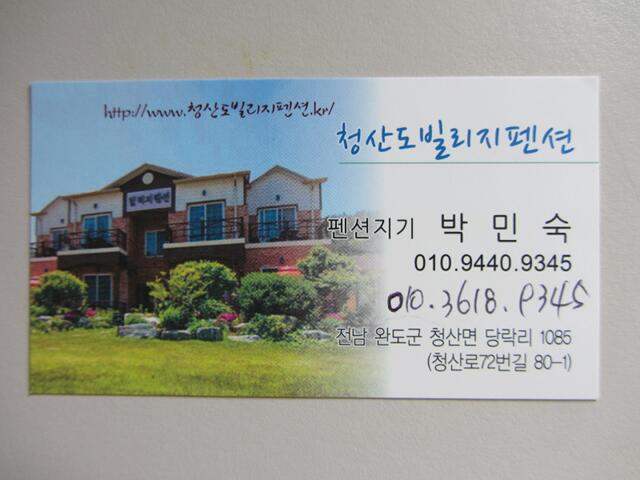 http://www.청산도빌리지펜션.kr/
청산도빌리지펜션
빌리지펜션
펜션지기 박민숙
010.9440.9345
010.3618.9345
전남 완도군 청산면 당락리 1085
(청산로72번길 80-1)